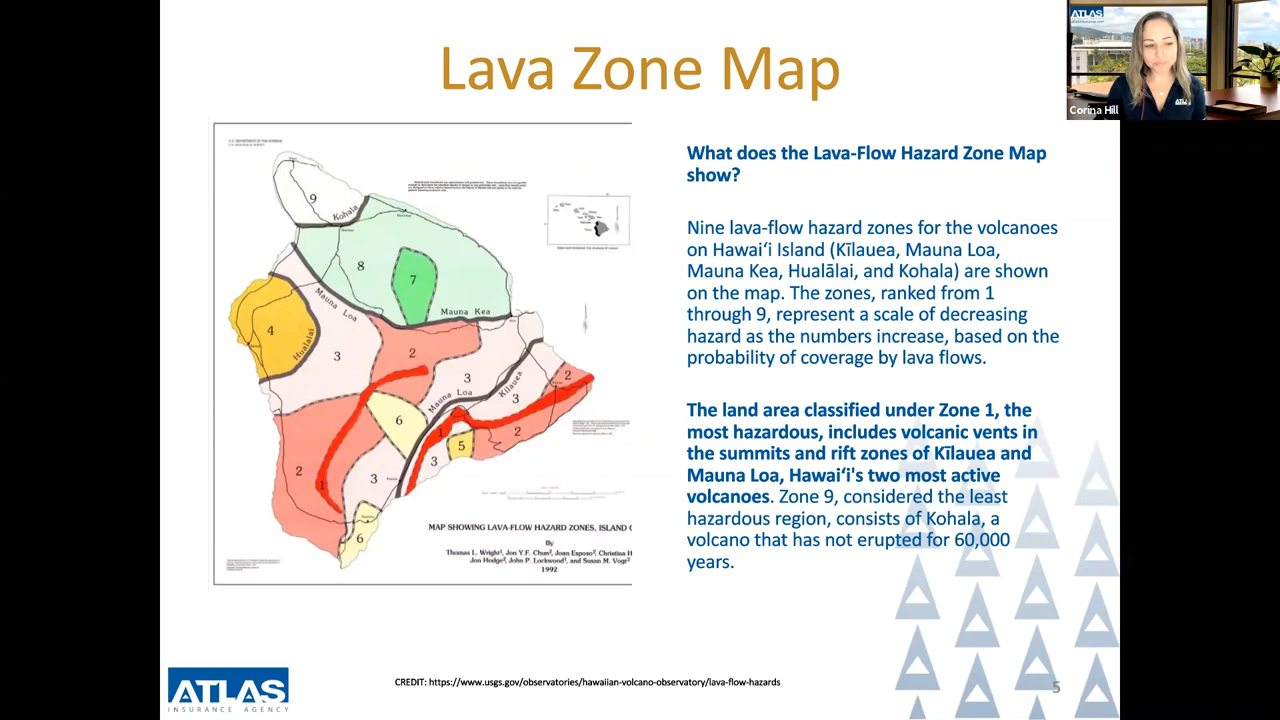 Lava Zone Map
ATLAS
Corina Hill
What does the Lava-Flow Hazard Zone Map
show?
Nine lava-flow hazard zones for the volcanoes
on Hawaiʻi Island (Kīlauea, Mauna Loa,
Mauna Kea, Hualālai, and Kohala) are shown
on the map. The zones, ranked from 1
through 9, represent a scale of decreasing
hazard as the numbers increase, based on the
probability of coverage by lava flows.
The land area classified under Zone 1, the
most hazardous, includes volcanic vents in
the summits and rift zones of Kīlauea and
Mauna Loa, Hawaiʻi's two most active
volcanoes. Zone 9, considered the least
hazardous region, consists of Kohala, a
volcano that has not erupted for 60,000
years.
9
Kohala
8
7
Mauna Kea
Mauna Loa
4
Hualalai
3
2
3
2
Mauna Loa
Kilauea
3
6
1
2
5
3
2
1
3
6
MAP SHOWING LAVA-FLOW HAZARD ZONES, ISLAND
By
Thomas L. Wright¹, Jon Y.F. Chun², Joan Esposo², Christina H
Jon Hodge², John P. Lockwood¹, and Susan M. Vogt²
1992
ATLAS
INSURANCE AGENCY
CREDIT: https://www.usgs.gov/observatories/hawaiian-volcano-observatory/lava-flow-hazards
5